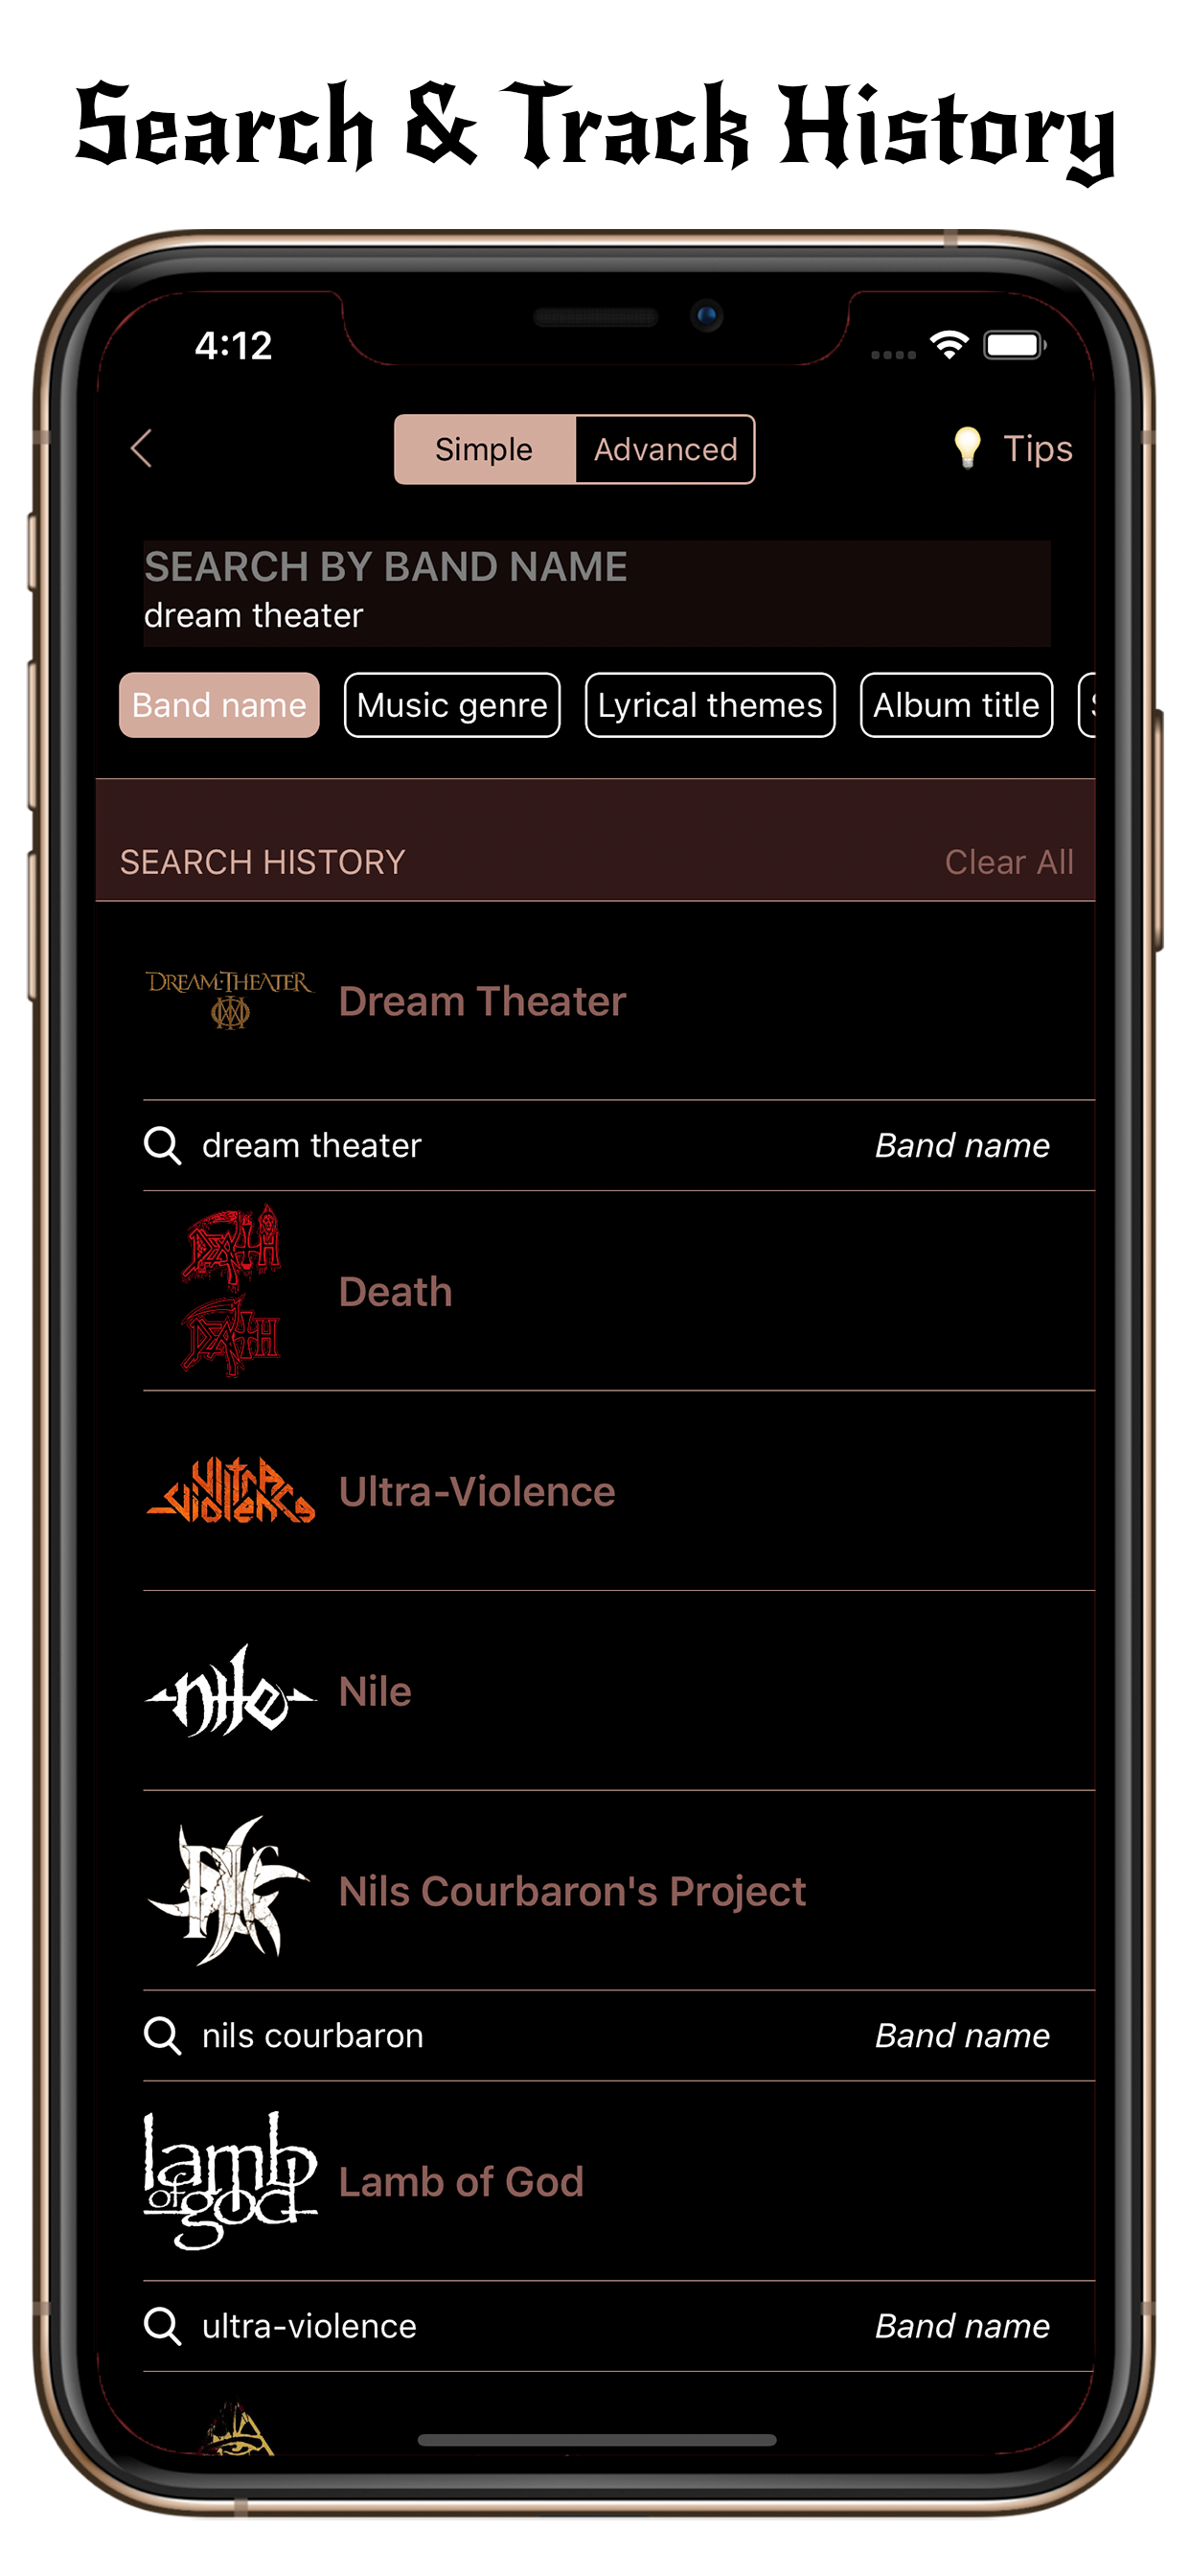 Search & Track History
4:12
Simple
Advanced
Tips
SEARCH BY BAND NAME
dream theater
Band name
Music genre
Lyrical themes
Album title
SEARCH HISTORY
Clear All
DREAM THEATER
Dream Theater
dream theater
Band name
DEATH
DEATH
Death
ultra
violence
Ultra-Violence
nile
Nile
Nils Courbaron's Project
nils courbaron
Band name
lamb
of god
Lamb of God
ultra-violence
Band name